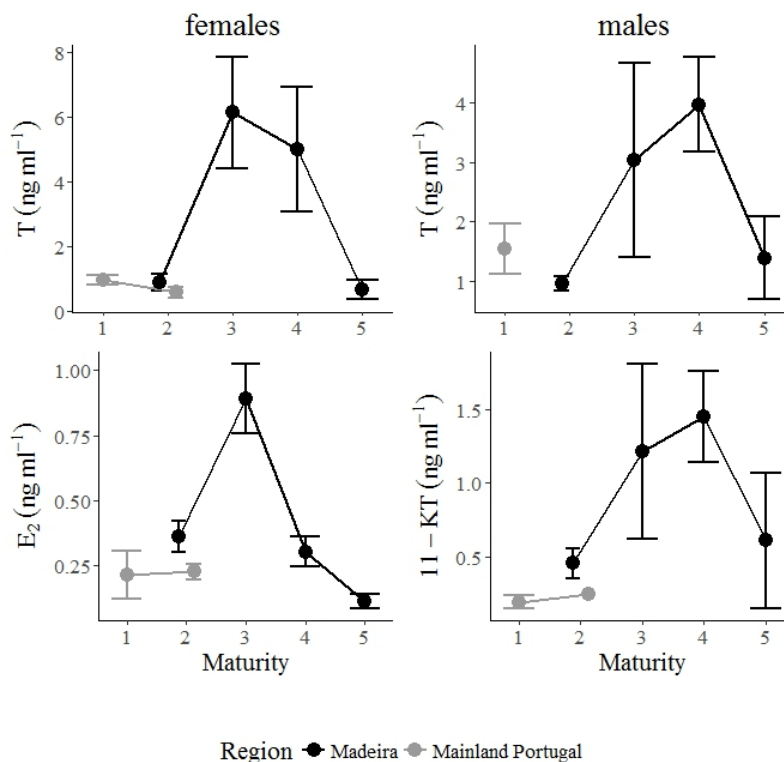 females
males
T (ng ml⁻¹)
8
6
4
2
0
1 2 3 4 5
T (ng ml⁻¹)
4
3
2
1
1 2 3 4 5
E₂ (ng ml⁻¹)
1.00
0.75
0.50
0.25
1 2 3 4 5
Maturity
11 − KT (ng ml⁻¹)
1.5
1.0
0.5
1 2 3 4 5
Maturity
Region Madeira Mainland Portugal